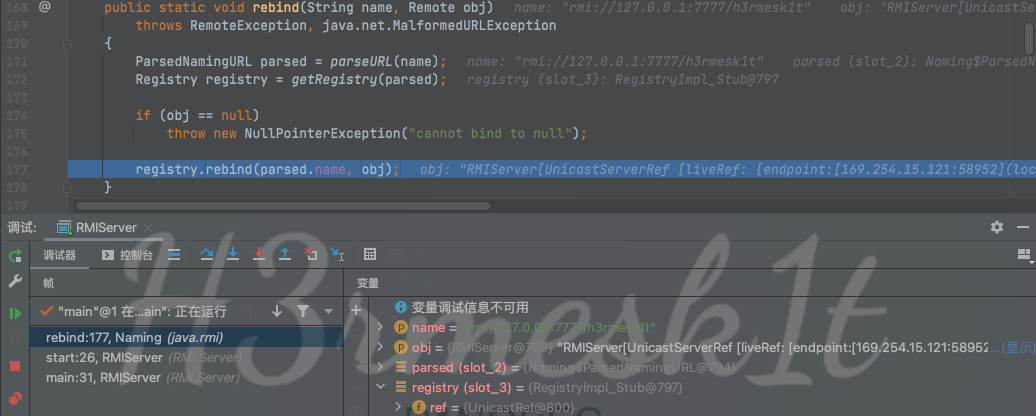 168 @ public static void rebind(String name, Remote obj) name: "rmi://127.0.0.1:7777/h3rmesk1t" obj: "RMIServer[UnicastSe
169 throws RemoteException, java.net.MalformedURLException
170 {
171 ParsedNamingURL parsed = parseURL(name); name: "rmi://127.0.0.1:7777/h3rmesk1t" parsed (slot_2): Naming$ParsedN
172 Registry registry = getRegistry(parsed); registry (slot_3): RegistryImpl_Stub@797
173
174 if (obj == null)
175 throw new NullPointerException("cannot bind to null");
176
177 registry.rebind(parsed.name, obj); obj: "RMIServer[UnicastServerRef [liveRef: [endpoint:[169.254.15.121:58952](loc
178 }
179
调试: RMIServer ×
调试器 控制台
帧 变量
"main"@1 在...ain": 正在运行
变量调试信息不可用
rebind:177, Naming (java.rmi)
name = "rmi://127.0.0.1:7777/h3rmesk1t"
start:26, RMIServer (RMI.Server)
obj = {RMIServer@769} "RMIServer[UnicastServerRef [liveRef: [endpoint:[169.254.15.121:58952 ...(显示)
main:31, RMIServer (RMI.Server)
parsed (slot_2) = {Naming$ParsedNamingURL@794}
registry (slot_3) = {RegistryImpl_Stub@797}
ref = {UnicastRef@800}
H3rmesk1t